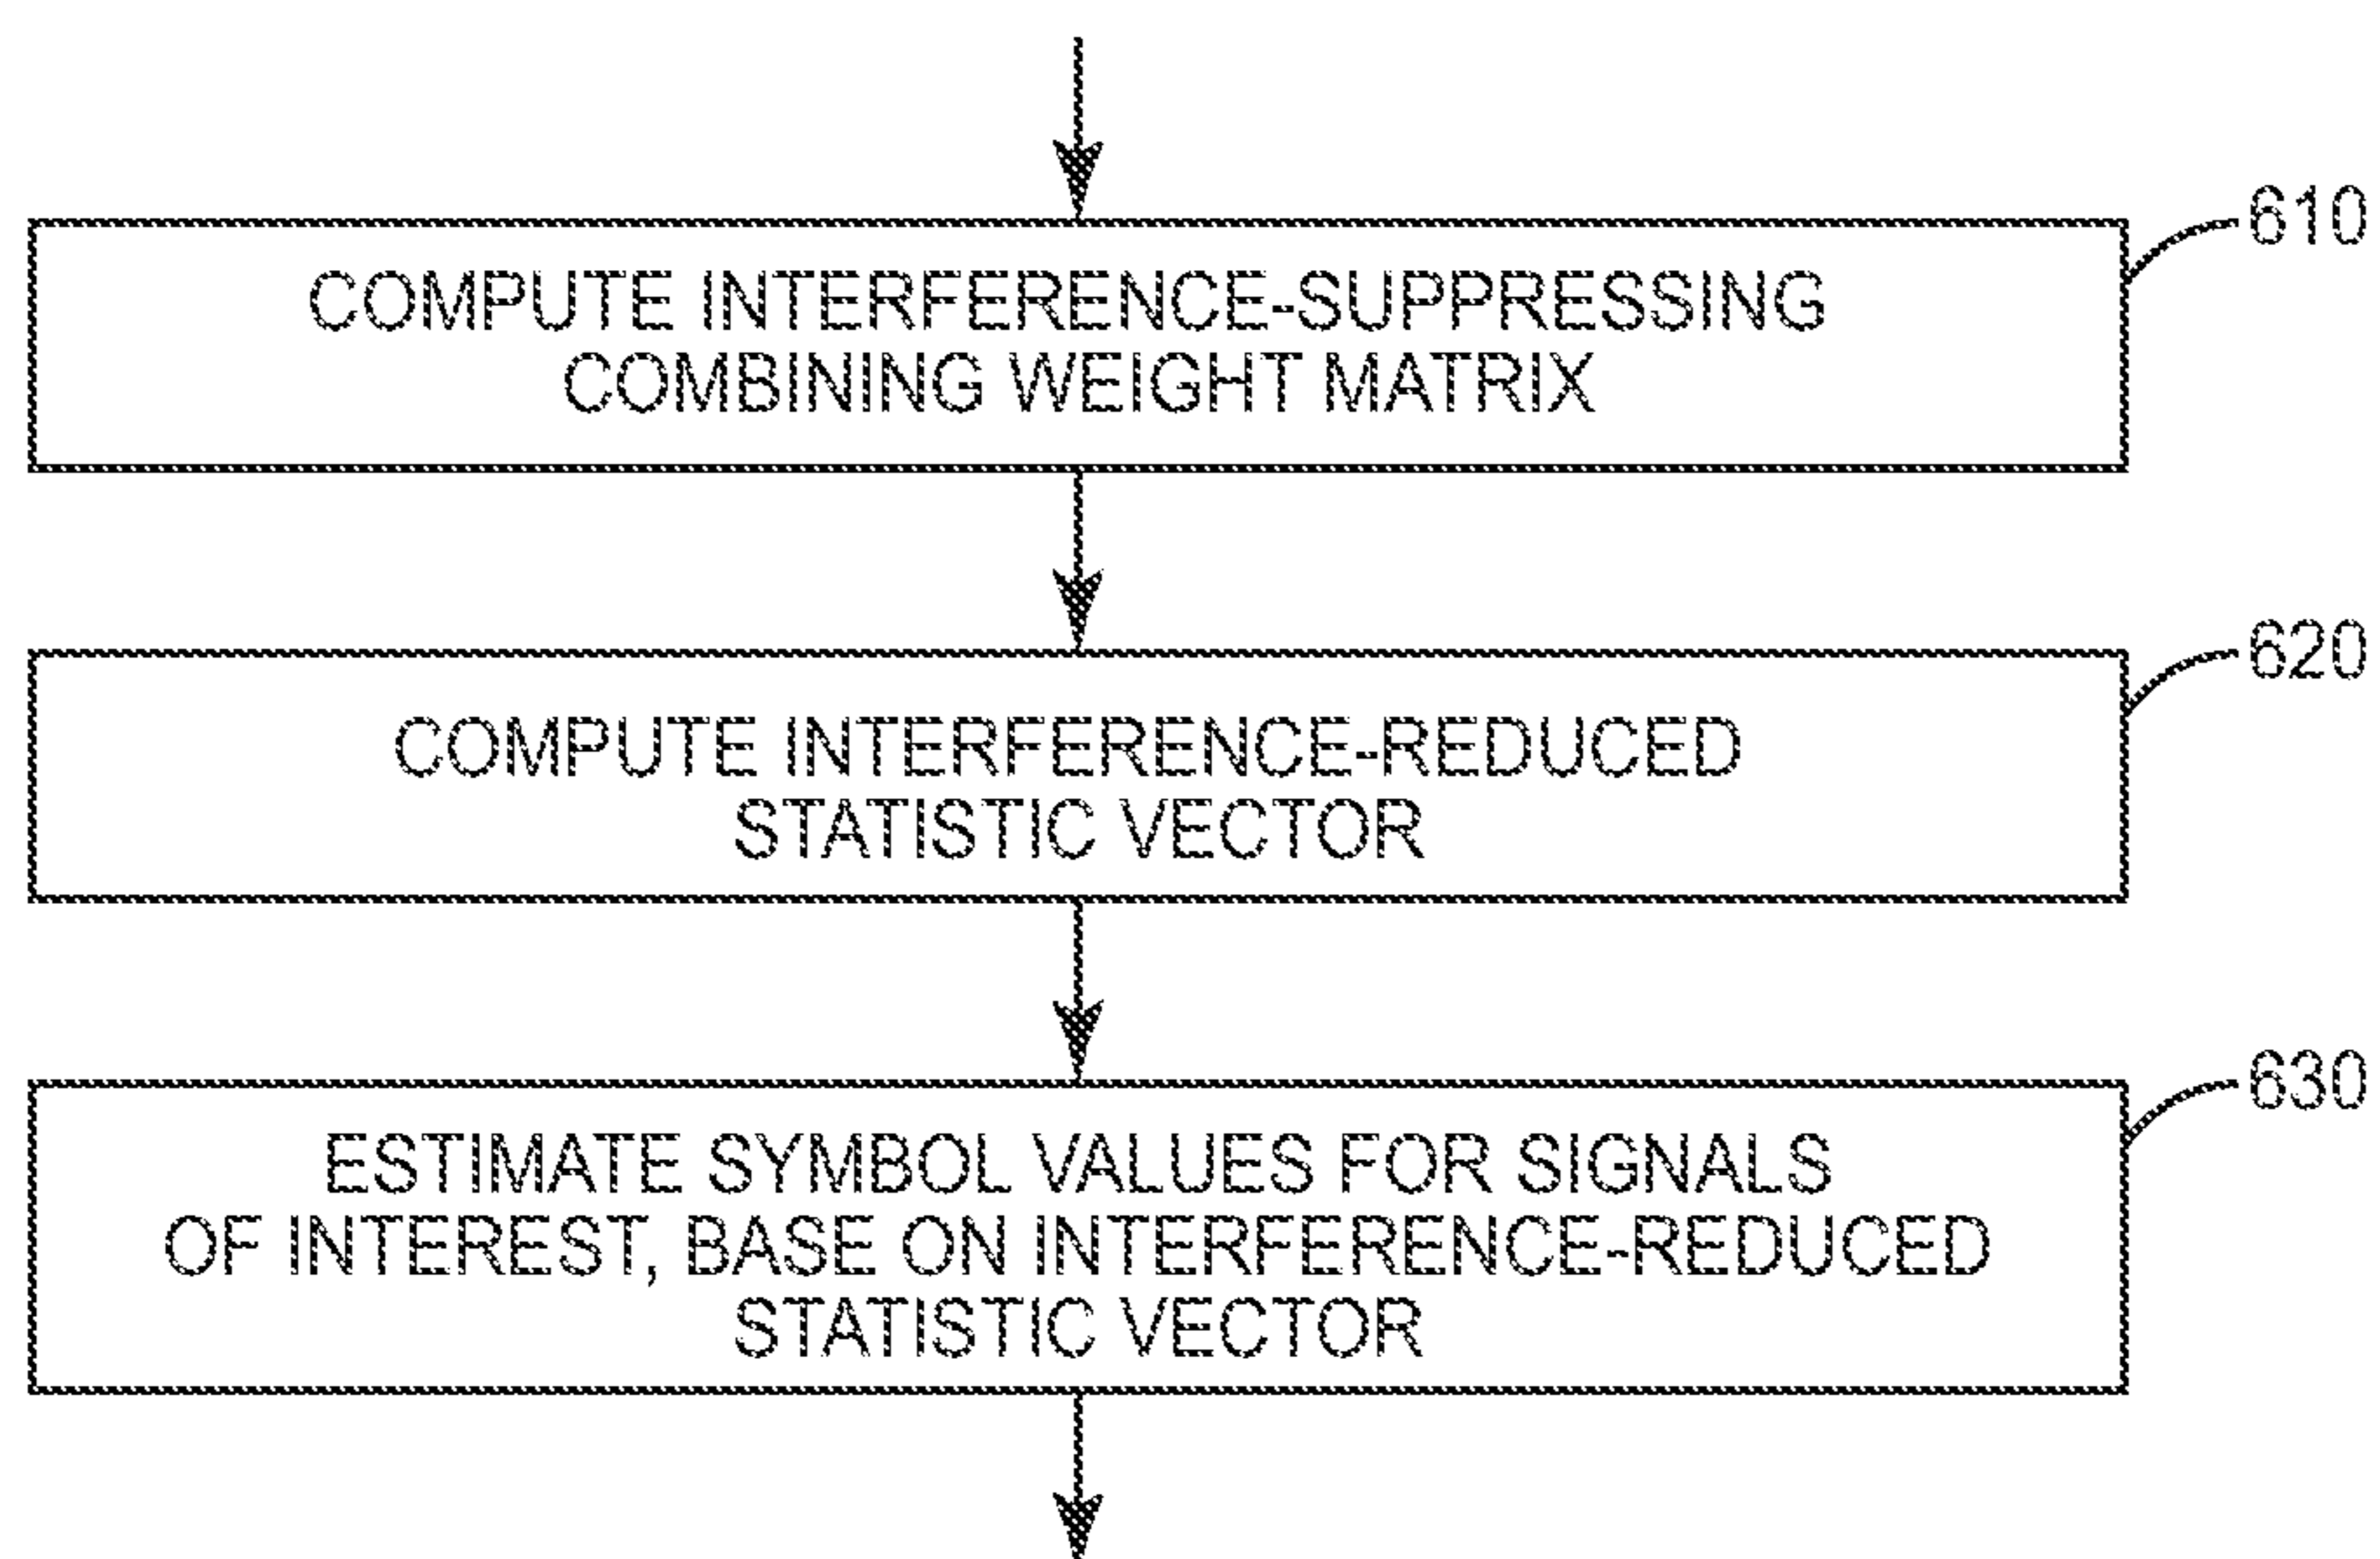 610
COMPUTE INTERFERENCE-SUPPRESSING
COMBINING WEIGHT MATRIX
620
COMPUTE INTERFERENCE-REDUCED
STATISTIC VECTOR
630
ESTIMATE SYMBOL VALUES FOR SIGNALS
OF INTEREST, BASE ON INTERFERENCE-REDUCED
STATISTIC VECTOR